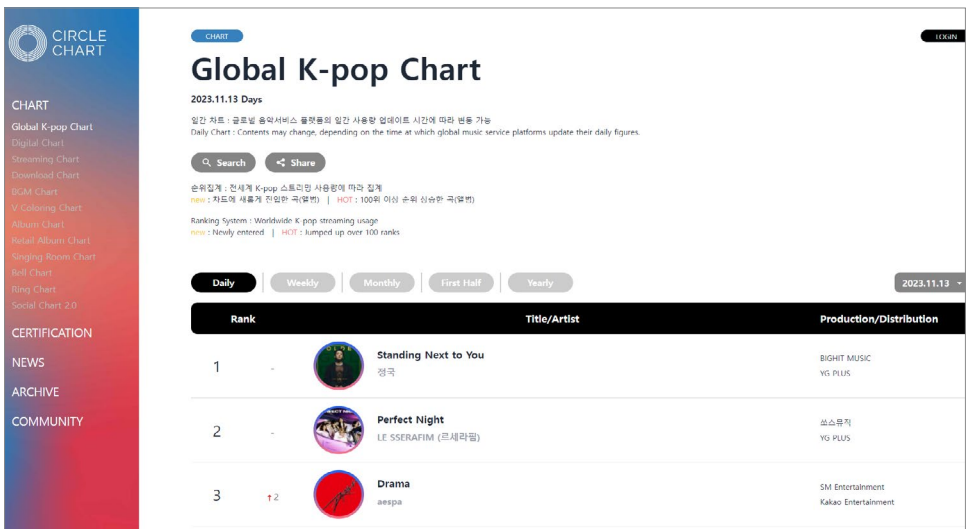 CIRCLE
CHART
CHART
Global K-pop Chart
Digital Chart
Streaming Chart
Download Chart
BGM Chart
V Coloring Chart
Album Chart
Retail Album Chart
Singing Room Chart
Bell Chart
Ring Chart
Social Chart 2.0
CERTIFICATION
NEWS
ARCHIVE
COMMUNITY
CHART
LOGIN
Global K-pop Chart
2023.11.13 Days
일간 차트 : 글로벌 음악서비스 플랫폼의 일간 사용량 업데이트 시간에 따라 변동 가능
Daily Chart : Contents may change, depending on the time at which global music service platforms update their daily figures.
Search
Share
순위집계 : 전세계 K-pop 스트리밍 사용량에 따라 집계
new : 차트에 새롭게 진입한 곡(앨범) | HOT : 100위 이상 순위 상승한 곡(앨범)
Ranking System : Worldwide K-pop streaming usage
new : Newly entered | HOT : Jumped up over 100 ranks
Daily Weekly Monthly First Half Yearly
2023.11.13
Rank Title/Artist Production/Distribution
1 - Standing Next to You
정국
BIGHIT MUSIC
YG PLUS
2 - Perfect Night
LE SSERAFIM (르세라핌)
쏘스뮤직
YG PLUS
3 ↑2 Drama
aespa
SM Entertainment
Kakao Entertainment